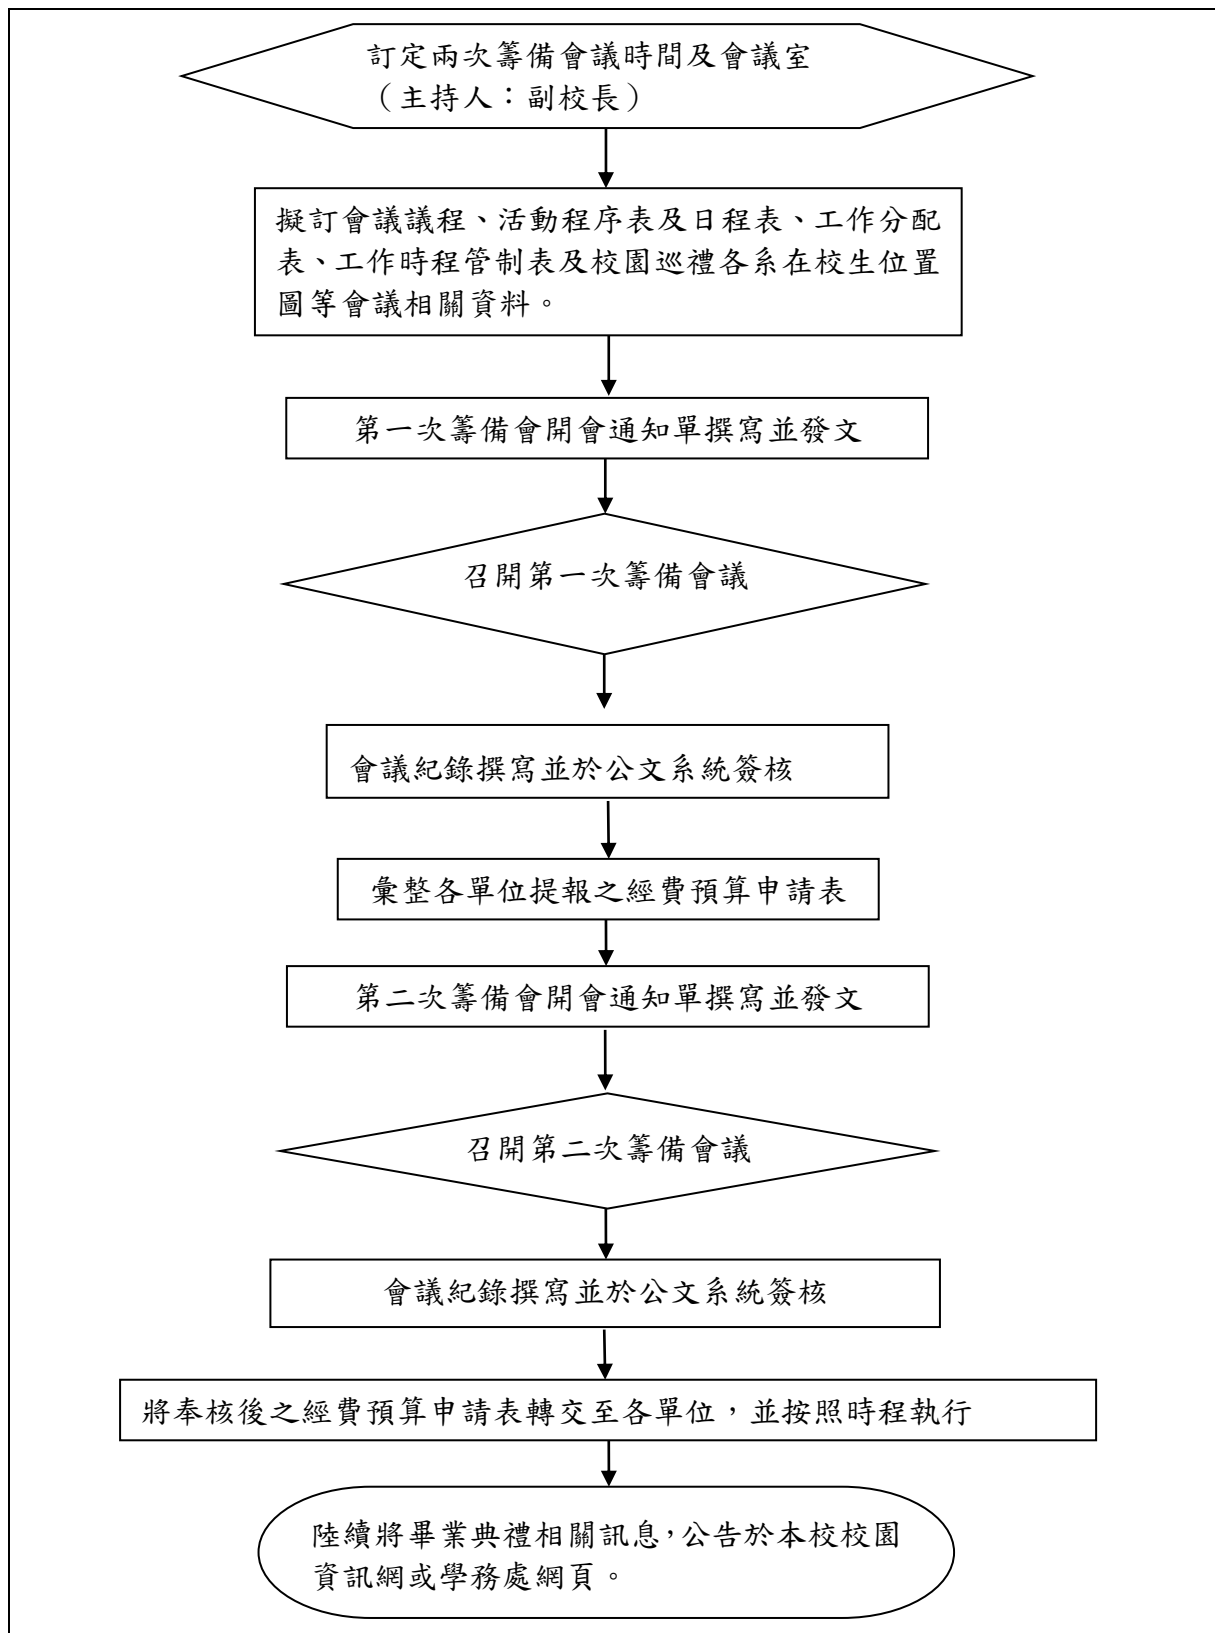 訂定兩次籌備會議時間及會議室
（主持人：副校長）
擬訂會議議程、活動程序表及日程表、工作分配
表、工作時程管制表及校園巡禮各系在校生位置
圖等會議相關資料。
第一次籌備會開會通知單撰寫並發文
召開第一次籌備會議
會議紀錄撰寫並於公文系統簽核
彙整各單位提報之經費預算申請表
第二次籌備會開會通知單撰寫並發文
召開第二次籌備會議
會議紀錄撰寫並於公文系統簽核
將奉核後之經費預算申請表轉交至各單位，並按照時程執行
陸續將畢業典禮相關訊息，公告於本校校園
資訊網或學務處網頁。